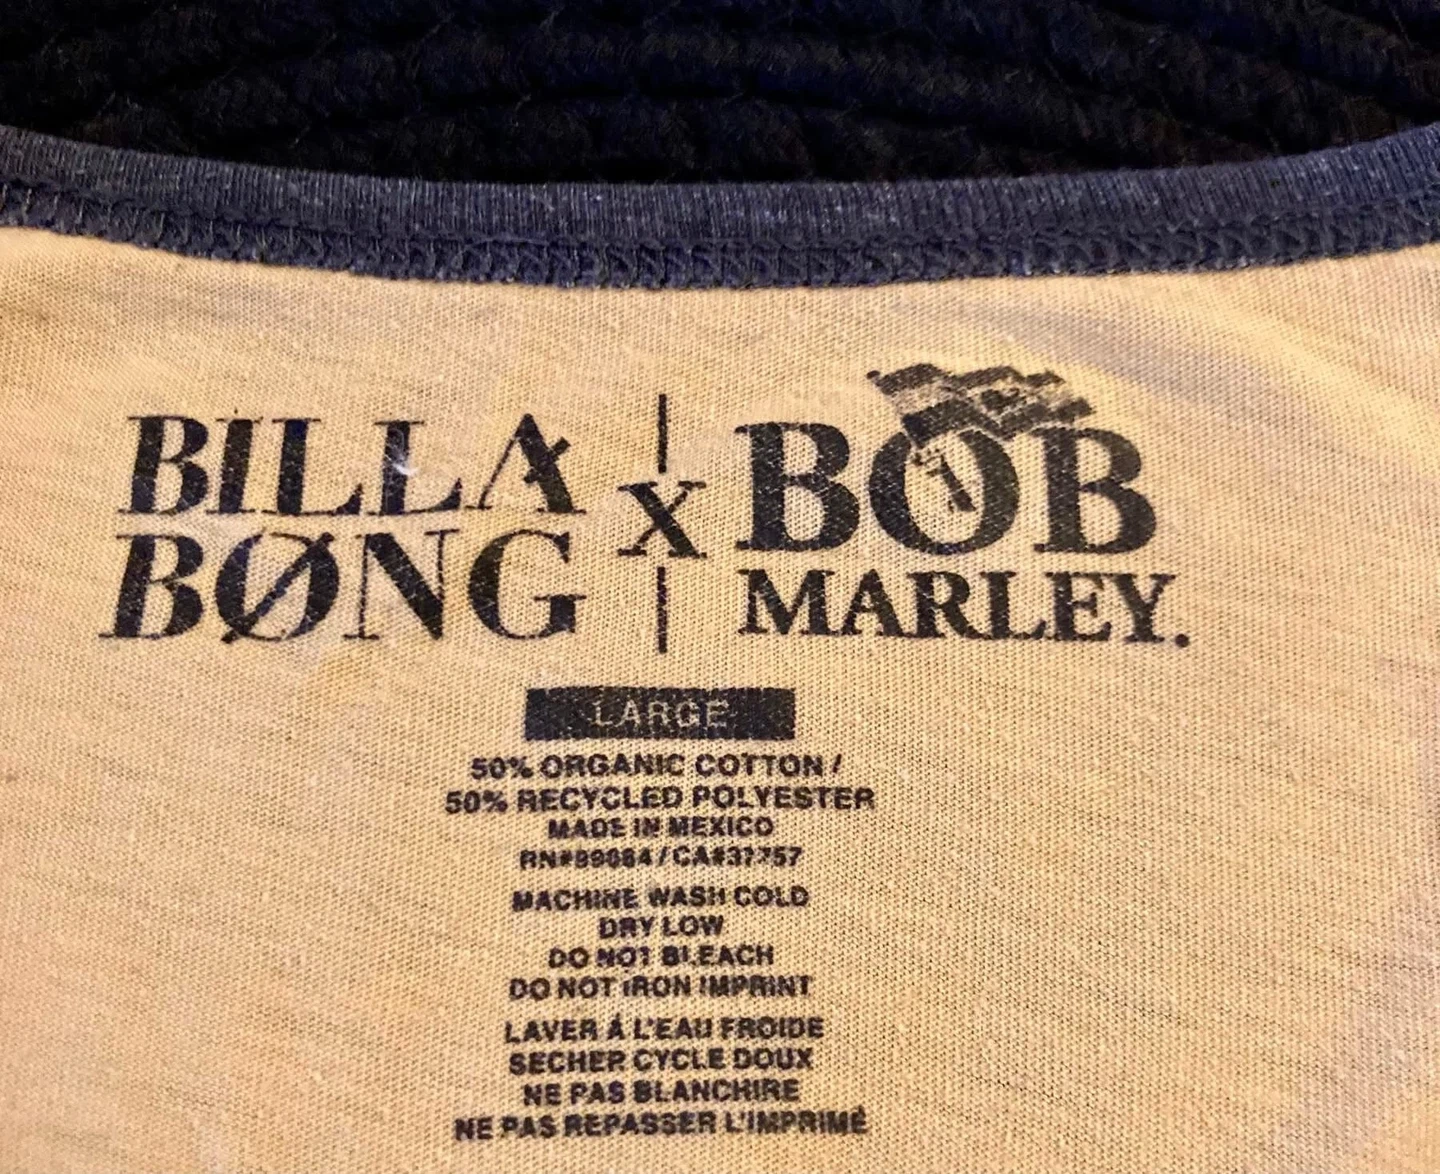 BILLA
BØNG
X
BOB
MARLEY.
LARGE
50% ORGANIC COTTON /
50% RECYCLED POLYESTER
MADE IN MEXICO
MACHINE WASH COLD
DRY LOW
DO NOT BLEACH
DO NOT IRON IMPRINT
LAVER À L'EAU FROIDE
SECHER CYCLE DOUX
NE PAS BLANCHIRE
NE PAS REPASSER L'IMPRIMÉ